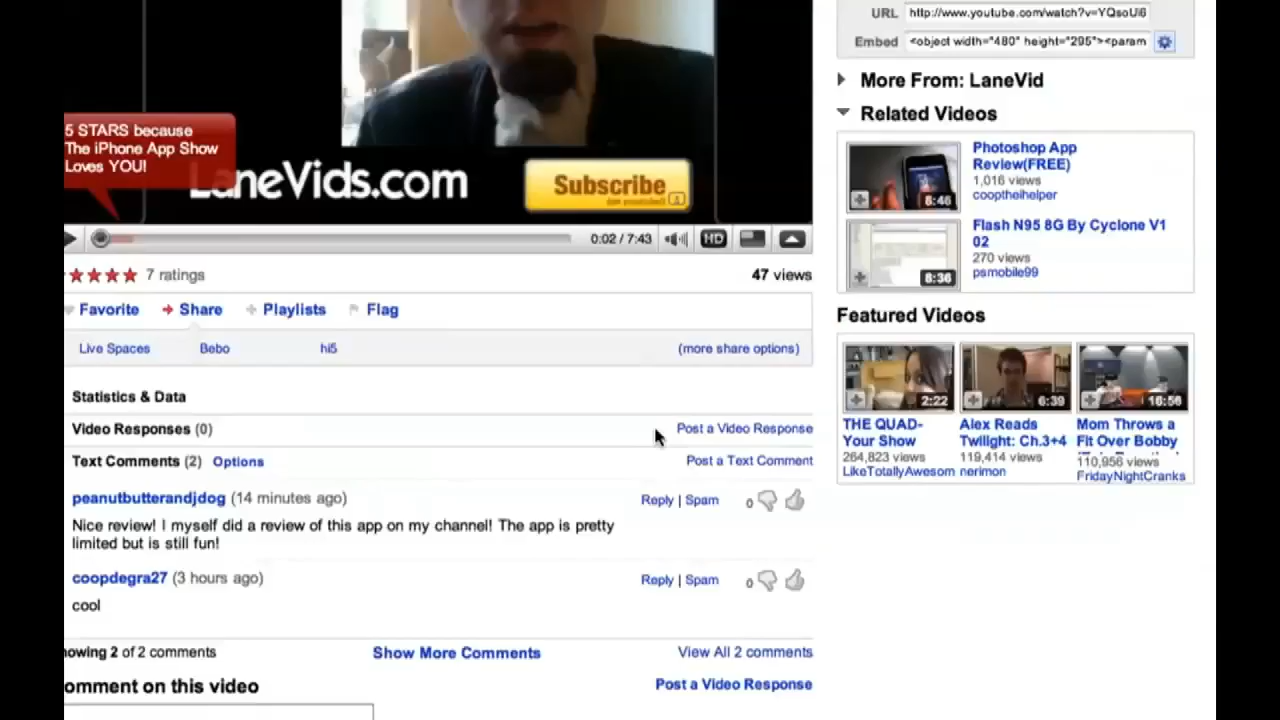 URL http://www.youtube.com/watch?v=YQsoUi6
Embed <object width="480" height="295"><param
More From: LaneVid
Related Videos
Photoshop App
Review(FREE)
1,016 views
cooptheihelper
8:46
Flash N95 8G By Cyclone V1
02
270 views
psmobile99
8:36
Featured Videos
2:22
6:39
16:56
THE QUAD-
Your Show
264,823 views
LikeTotallyAwesom
Alex Reads
Twilight: Ch.3+4
119,414 views
nerimon
Mom Throws a
Fit Over Bobby
110,956 views
FridayNightCranks
5 STARS because
The iPhone App Show
Loves YOU!
LaneVids.com
Subscribe
0:02 / 7:43
HD
7 ratings
47 views
Favorite
Share
Playlists
Flag
Live Spaces
Bebo
hi5
(more share options)
Statistics & Data
Video Responses (0)
Post a Video Response
Text Comments (2) Options
Post a Text Comment
peanutbutterandjdog (14 minutes ago)
Reply | Spam
0
Nice review! I myself did a review of this app on my channel! The app is pretty
limited but is still fun!
coopdegra27 (3 hours ago)
Reply | Spam
0
cool
howing 2 of 2 comments
Show More Comments
View All 2 comments
omment on this video
Post a Video Response